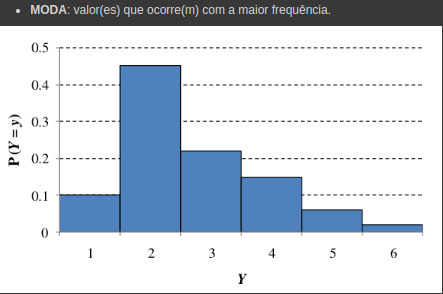 • MODA: valor(es) que ocorre(m) com a maior frequência.
0.5
0.4
0.3
0.2
0.1
0
P (Y = y)
1 2 3 4 5 6
Y